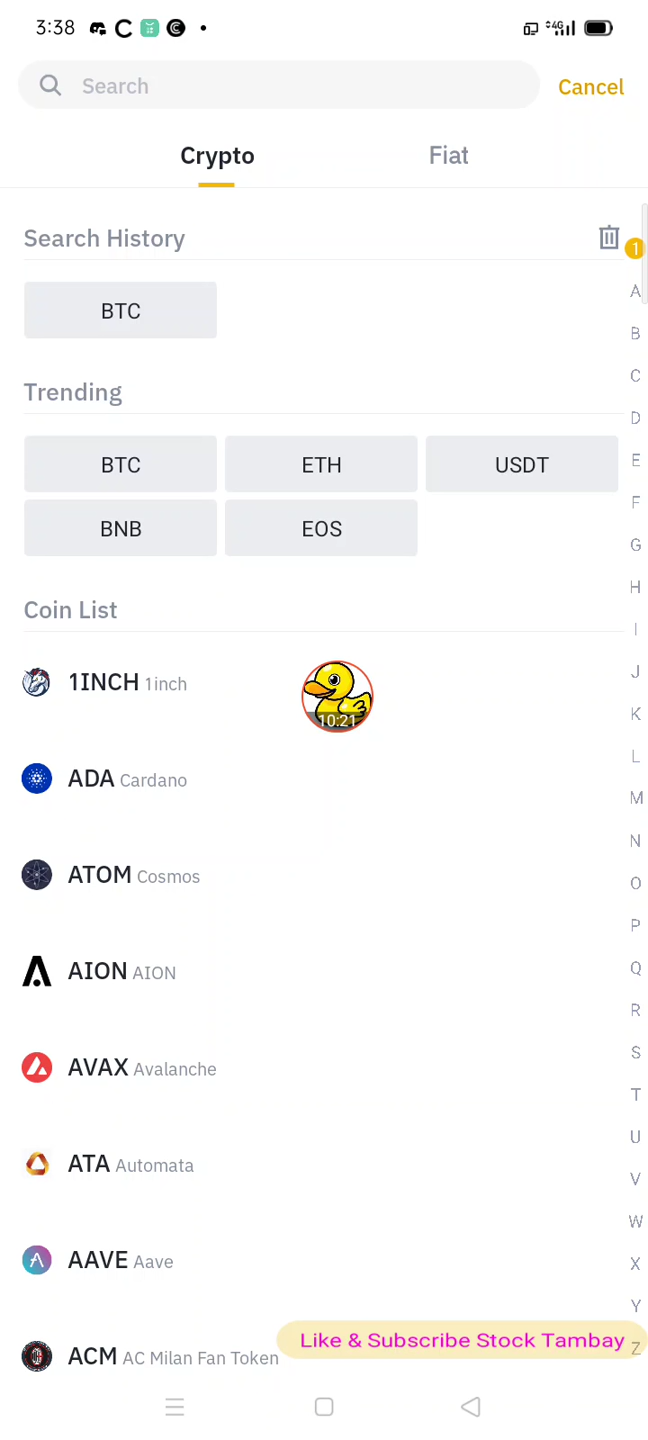 3:38 4G
Search
Cancel
Crypto Fiat
Search History
1
BTC
Trending
BTC ETH USDT
BNB EOS
Coin List
1INCH 1inch
10:21
ADA Cardano
ATOM Cosmos
AION AION
AVAX Avalanche
ATA Automata
AAVE Aave
ACM AC Milan Fan Token
Like & Subscribe Stock Tambay
A
B
C
D
E
F
G
H
I
J
K
L
M
N
O
P
Q
R
S
T
U
V
W
X
Y
Z